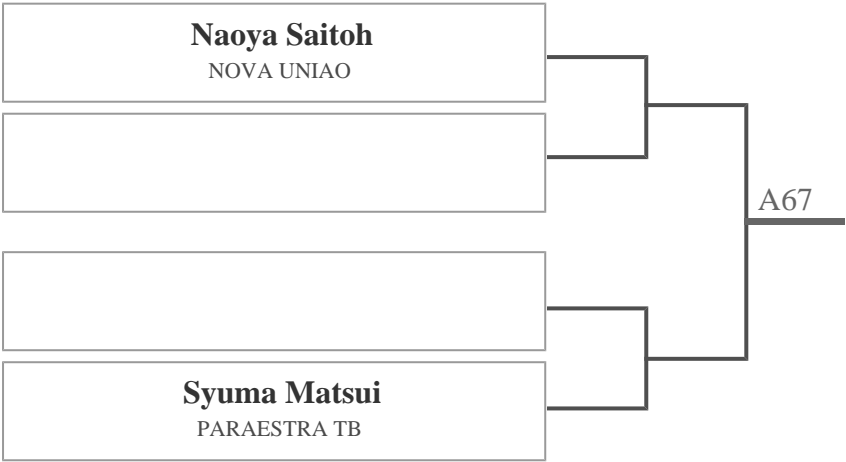 Naoya Saitoh
NOVA UNIAO
A67
Syuma Matsui
PARAESTRA TB